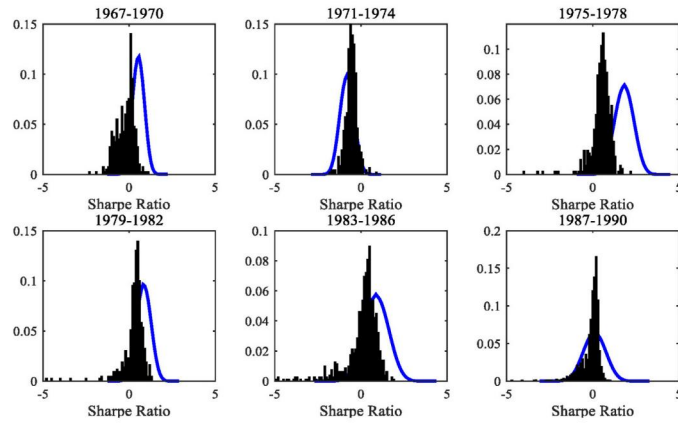 1967-1970 1971-1974 1975-1978
0.15 0.15 0.1
0.1 0.1 0.08
0.06
0.05 0.05 0.04
0.02
0 0 0
-5 0 5 -5 0 5 -5 0 5
Sharpe Ratio Sharpe Ratio Sharpe Ratio
1979-1982 1983-1986 1987-1990
0.15 0.1 0.2
0.08 0.15
0.1 0.06
0.1
0.05 0.04
0.02 0.05
0 0 0
-5 0 5 -5 0 5 -5 0 5
Sharpe Ratio Sharpe Ratio Sharpe Ratio